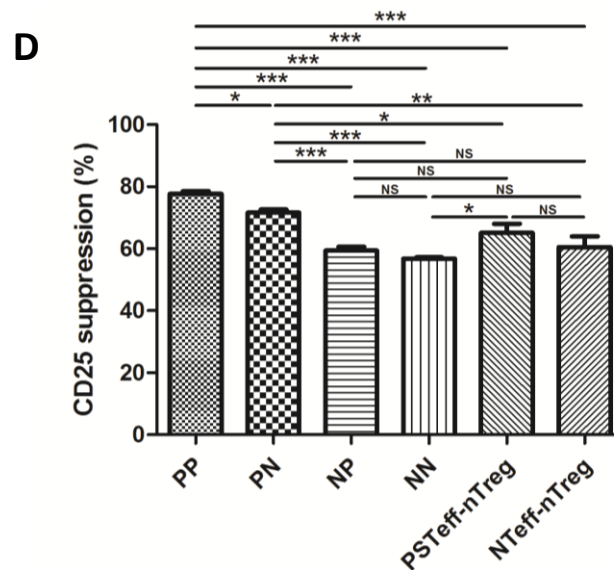 D
***
***
***
***
* **
*
***
*** NS
NS
NS NS
* NS
CD25 suppression (%)
100
80
60
40
20
0
PP PN NP NN PSTeff-nTreg NTeff-nTreg